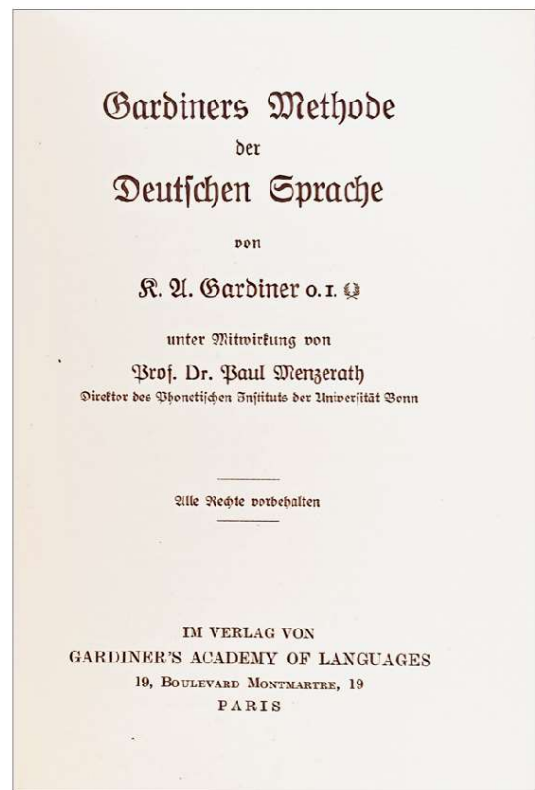 Gardiners Methode
der
Deutschen Sprache
von
K. A. Gardiner O. I.
unter Mitwirkung von
Prof. Dr. Paul Menzerath
Direktor des Phonetischen Instituts der Universität Bonn
Alle Rechte vorbehalten
IM VERLAG VON
GARDINER'S ACADEMY OF LANGUAGES
19, BOULEVARD MONTMARTRE, 19
PARIS